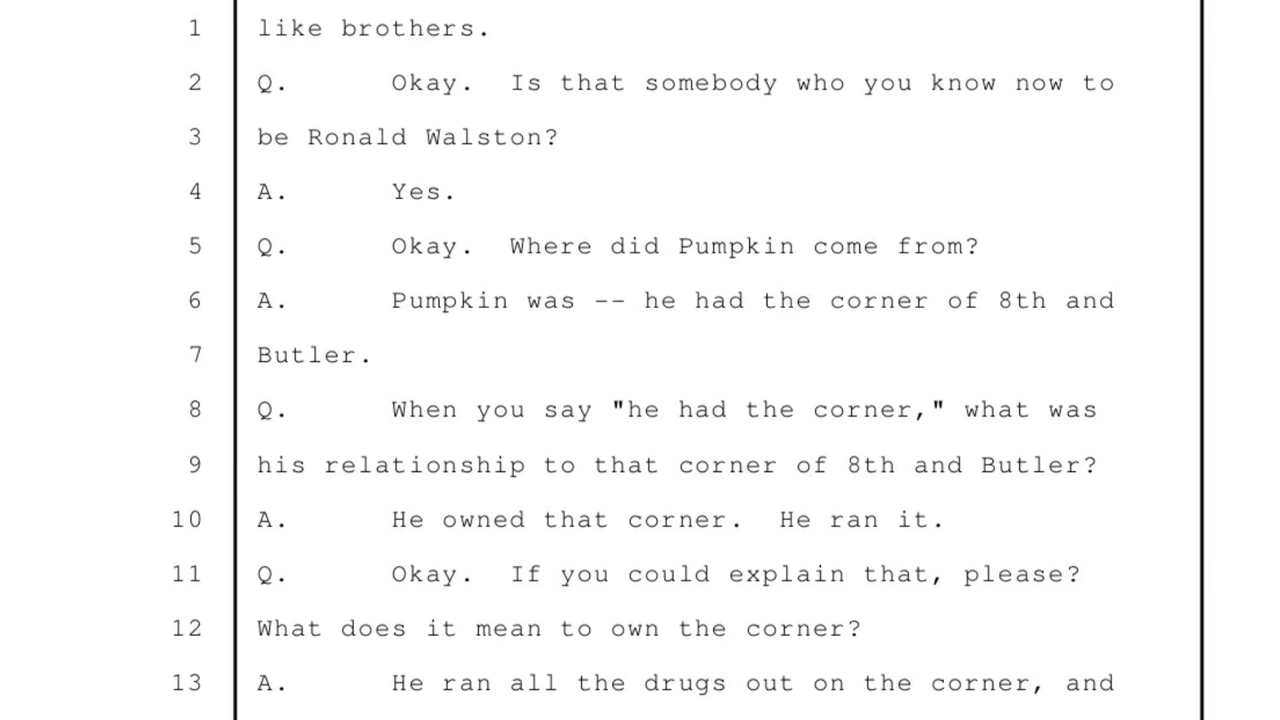 1 like brothers.
2 Q. Okay. Is that somebody who you know now to
3 be Ronald Walston?
4 A. Yes.
5 Q. Okay. Where did Pumpkin come from?
6 A. Pumpkin was -- he had the corner of 8th and
7 Butler.
8 Q. When you say "he had the corner," what was
9 his relationship to that corner of 8th and Butler?
10 A. He owned that corner. He ran it.
11 Q. Okay. If you could explain that, please?
12 What does it mean to own the corner?
13 A. He ran all the drugs out on the corner, and